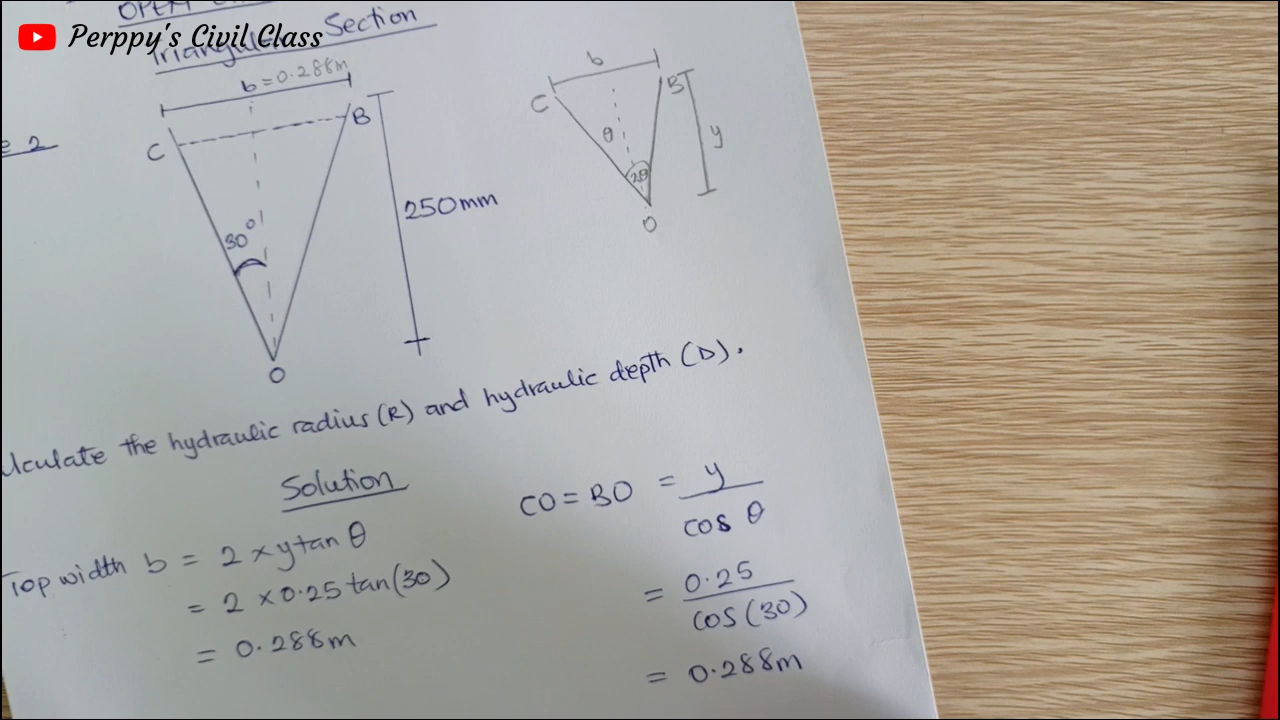 OPEN
Perppy's Civil Class
Triangular Section
b = 0.288m
b
C
B
C
B
θ
y
2θ
30°
250mm
O
O
2
Calculate the hydraulic radius (R) and hydraulic depth (D).
Solution
Top width b = 2 × y tan θ
= 2 × 0.25 tan(30)
= 0.288m
CO = BO = y / cos θ
= 0.25 / cos(30)
= 0.288m